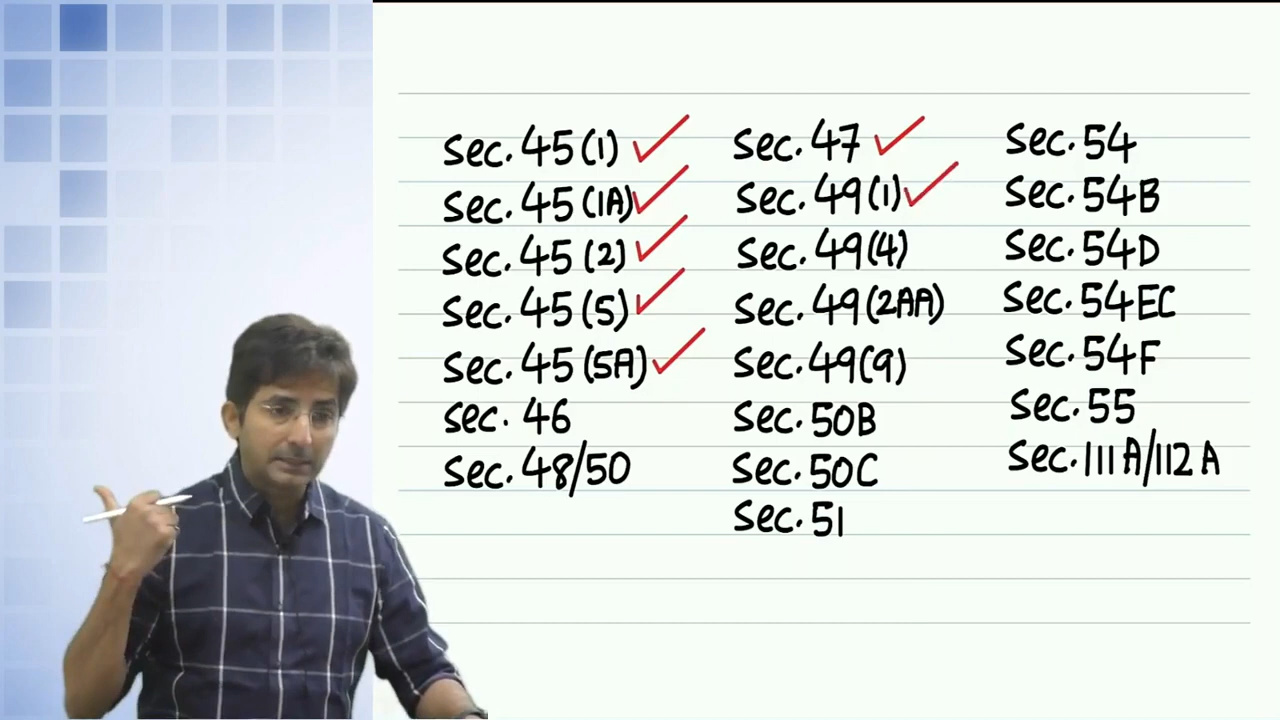 Sec. 45(1)
Sec. 45(1A)
Sec. 45(2)
Sec. 45(5)
Sec. 45(5A)
Sec. 46
Sec. 48/50
Sec. 47
Sec. 49(1)
Sec. 49(4)
Sec. 49(2AA)
Sec. 49(9)
Sec. 50B
Sec. 50C
Sec. 51
Sec. 54
Sec. 54B
Sec. 54D
Sec. 54EC
Sec. 54F
Sec. 55
Sec. 111A/112A